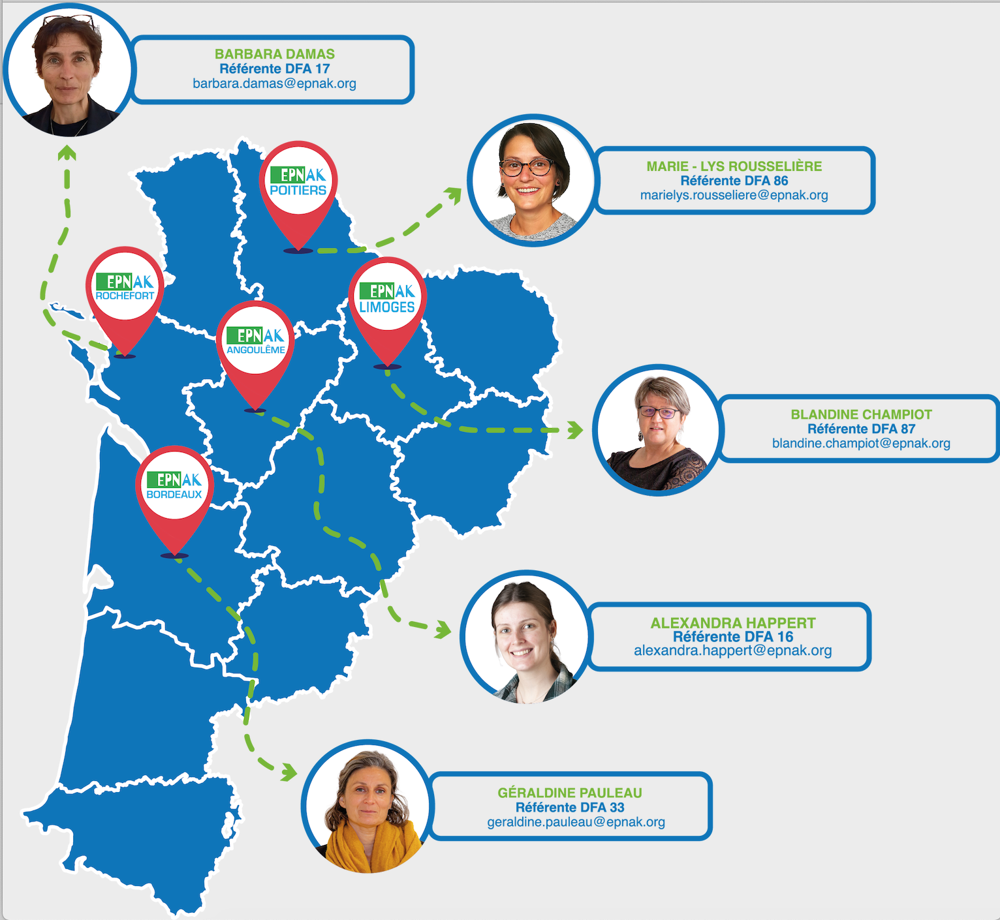 BARBARA DAMAS
Référente DFA 17
barbara.damas@epnak.org
MARIE - LYS ROUSSELIÈRE
Référente DFA 86
marielys.rousseliere@epnak.org
EPNAK
POITIERS
EPNAK
ROCHEFORT
EPNAK
LIMOGES
EPNAK
ANGOULÊME
BLANDINE CHAMPIOT
Référente DFA 87
blandine.champiot@epnak.org
EPNAK
BORDEAUX
ALEXANDRA HAPPERT
Référente DFA 16
alexandra.happert@epnak.org
GÉRALDINE PAULEAU
Référente DFA 33
geraldine.pauleau@epnak.org